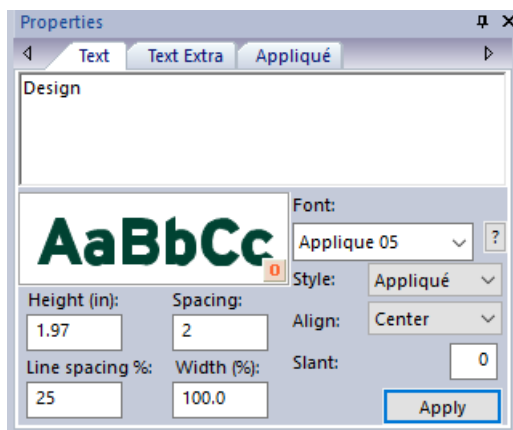 Properties
Text Text Extra Appliqué
Design
AaBbCc
0
Font:
Applique 05
?
Style: Appliqué
Align: Center
Slant: 0
Height (in): Spacing:
1.97 2
Line spacing %: Width (%):
25 100.0
Apply